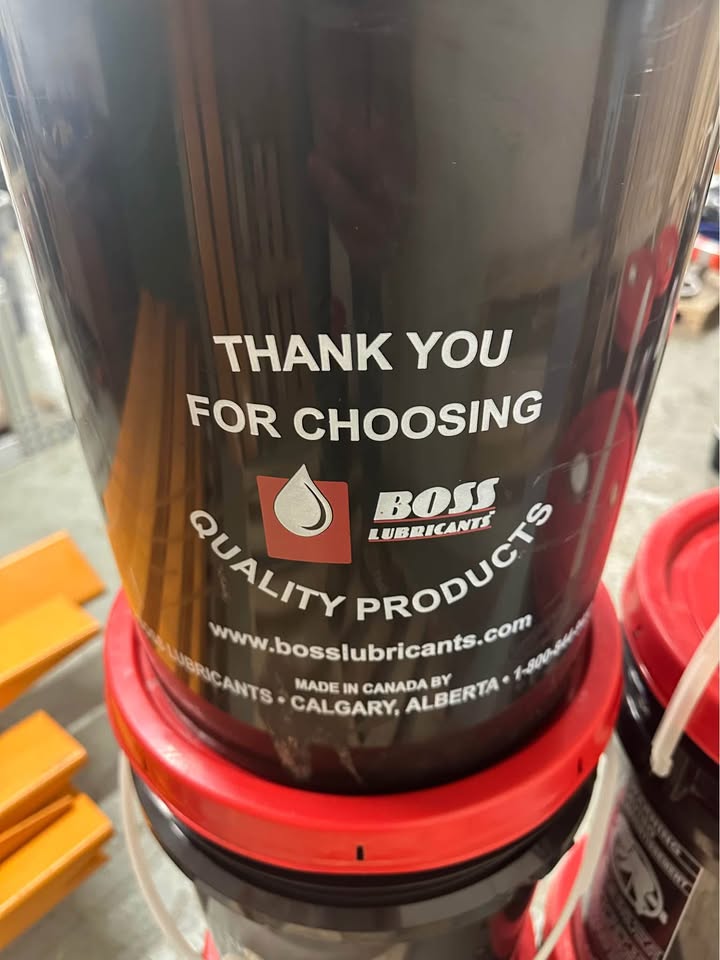 THANK YOU
FOR CHOOSING
BOSS
LUBRICANTS
QUALITY PRODUCTS
www.bosslubricants.com
MADE IN CANADA BY
LUBRICANTS • CALGARY, ALBERTA • 1-800-844-